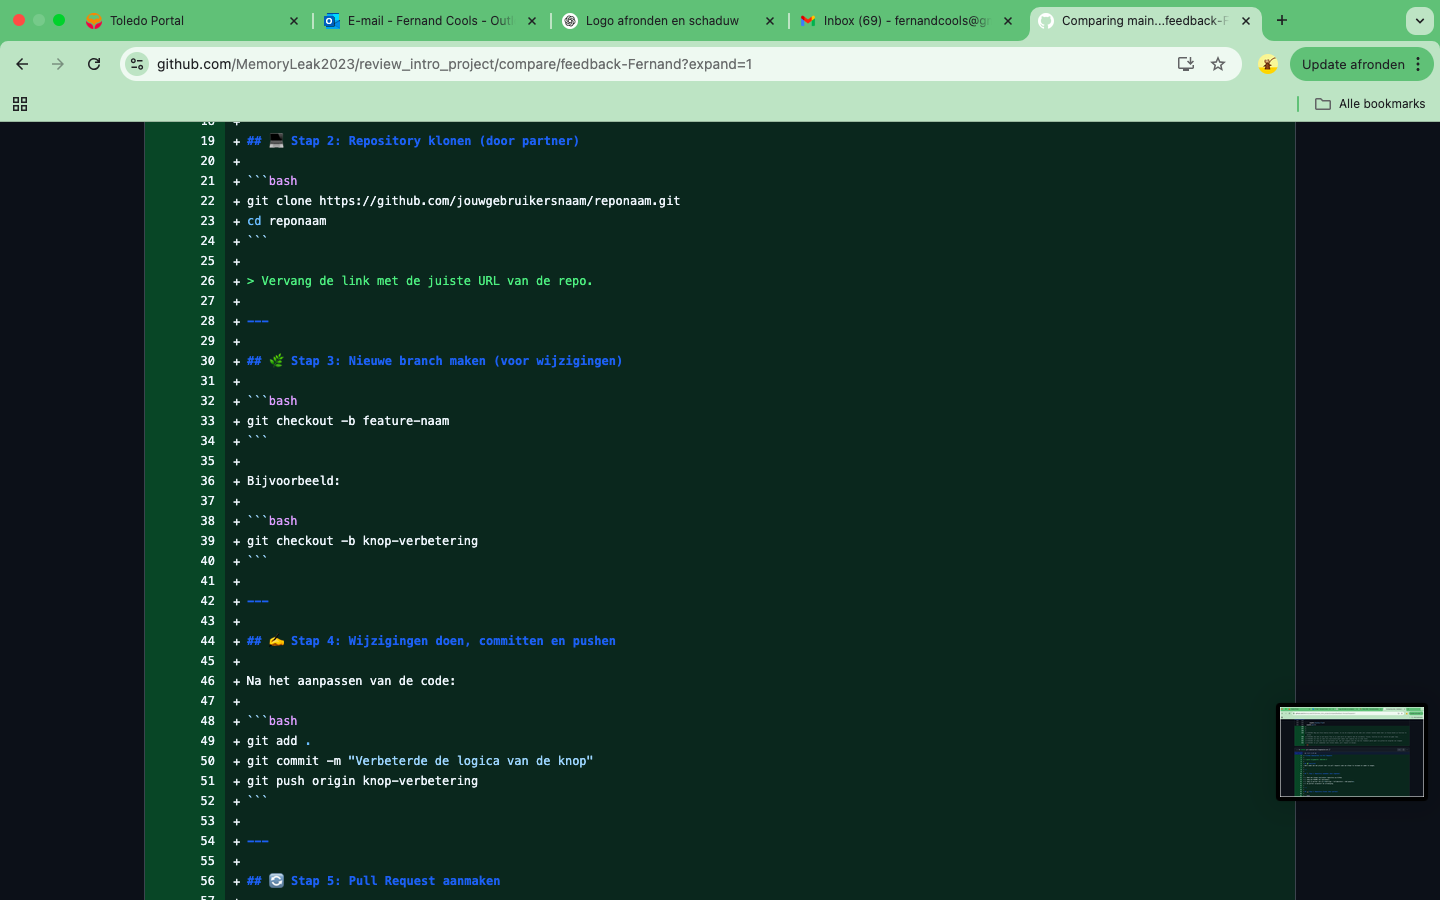 Toledo Portal
E-mail - Fernand Cools - Outl
Logo afronden en schaduw
Inbox (69) - fernandcools@gr
Comparing main...feedback-F
github.com/MemoryLeak2023/review_intro_project/compare/feedback-Fernand?expand=1
Update afronden
Alle bookmarks
18 +
19 + ## 💻 Stap 2: Repository klonen (door partner)
20 +
21 + ```bash
22 + git clone https://github.com/jouwgebruikersnaam/reponaam.git
23 + cd reponaam
24 + ```
25 +
26 + > Vervang de link met de juiste URL van de repo.
27 +
28 + ---
29 +
30 + ## 🌿 Stap 3: Nieuwe branch maken (voor wijzigingen)
31 +
32 + ```bash
33 + git checkout -b feature-naam
34 + ```
35 +
36 + Bijvoorbeeld:
37 +
38 + ```bash
39 + git checkout -b knop-verbetering
40 + ```
41 +
42 + ---
43 +
44 + ## ✍️ Stap 4: Wijzigingen doen, committen en pushen
45 +
46 + Na het aanpassen van de code:
47 +
48 + ```bash
49 + git add .
50 + git commit -m "Verbeterde de logica van de knop"
51 + git push origin knop-verbetering
52 + ```
53 +
54 + ---
55 +
56 + ## 🔄 Stap 5: Pull Request aanmaken
57 +